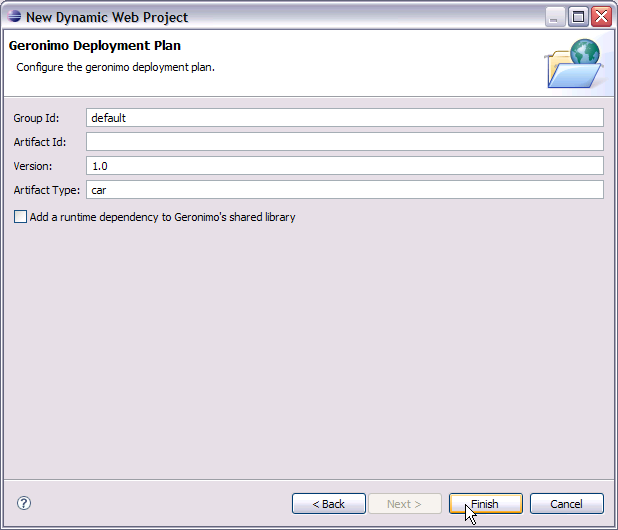 New Dynamic Web Project
Geronimo Deployment Plan
Configure the geronimo deployment plan.
Group Id: default
Artifact Id:
Version: 1.0
Artifact Type: car
Add a runtime dependency to Geronimo's shared library
? < Back Next > Finish Cancel